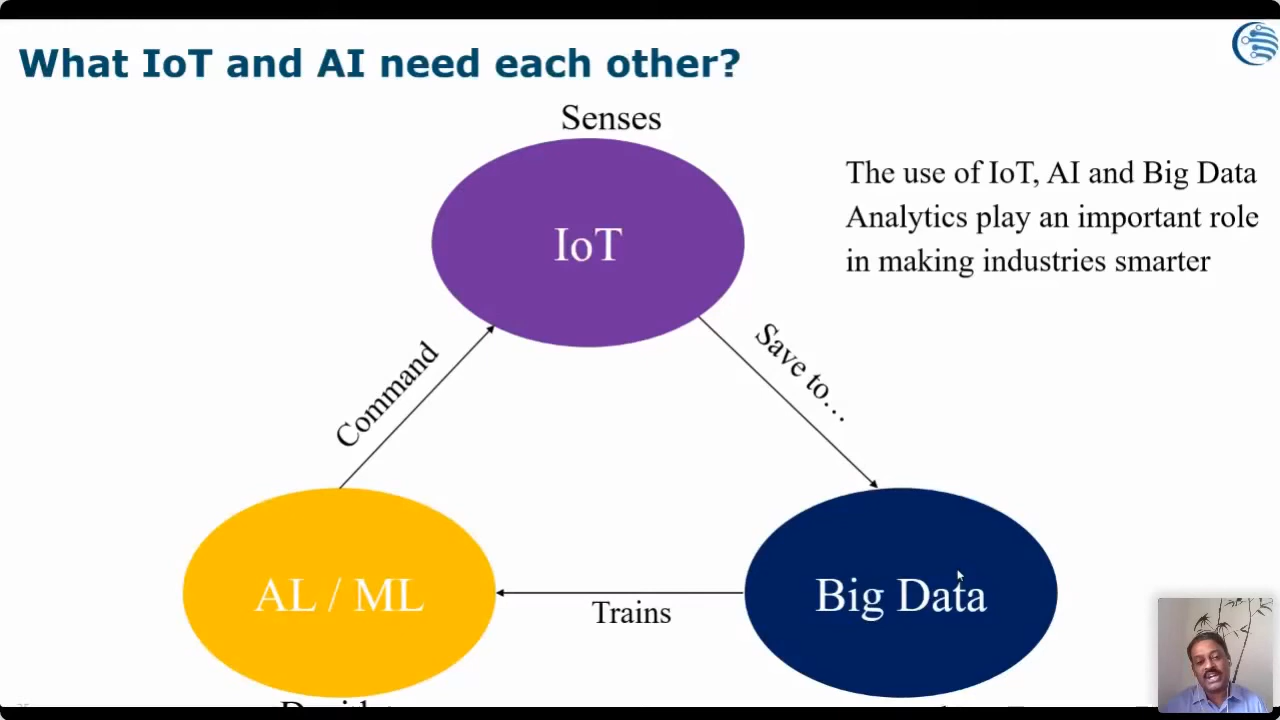 What IoT and AI need each other?
Senses
The use of IoT, AI and Big Data
Analytics play an important role
in making industries smarter
IoT
Save to...
Command
AL / ML
Trains
Big Data